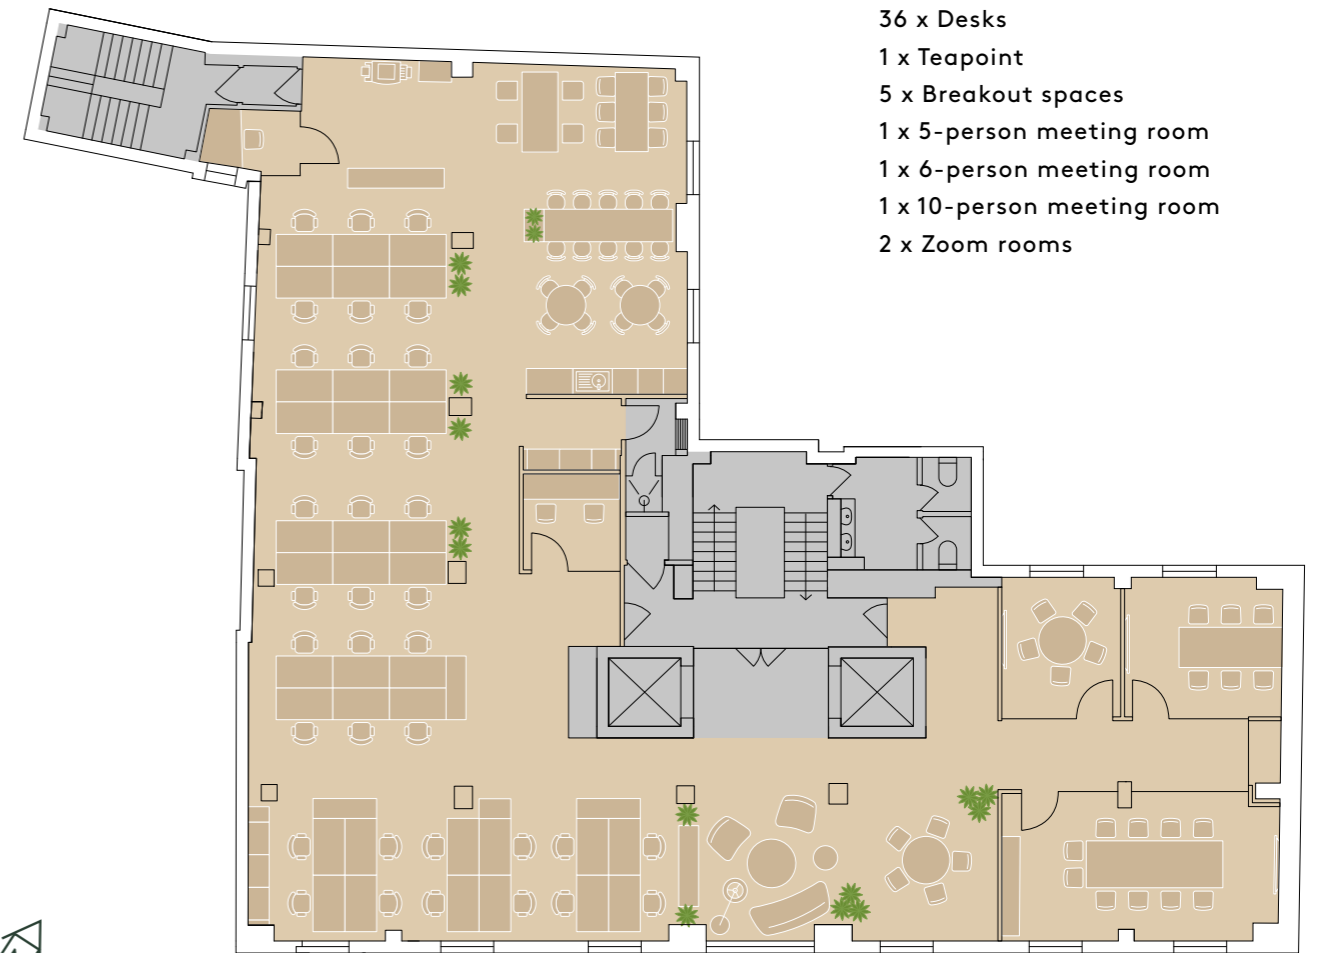 36 x Desks
1 x Teapoint
5 x Breakout spaces
1 x 5-person meeting room
1 x 6-person meeting room
1 x 10-person meeting room
2 x Zoom rooms